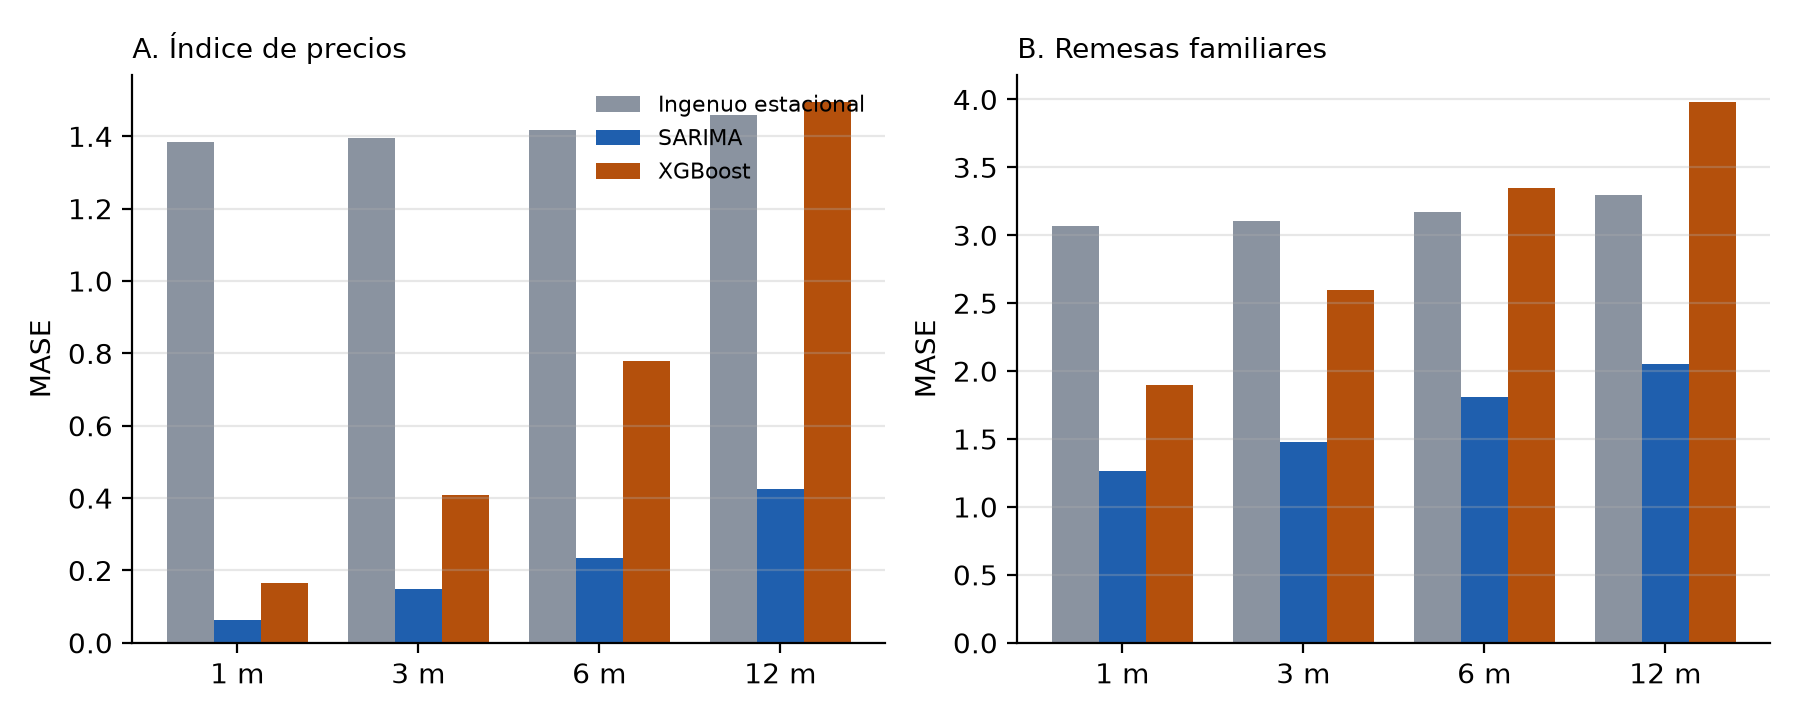 A. Índice de precios
MASE
1.4
1.2
1.0
0.8
0.6
0.4
0.2
0.0
Ingenuo estacional
SARIMA
XGBoost
1 m
3 m
6 m
12 m
B. Remesas familiares
MASE
4.0
3.5
3.0
2.5
2.0
1.5
1.0
0.5
0.0
1 m
3 m
6 m
12 m